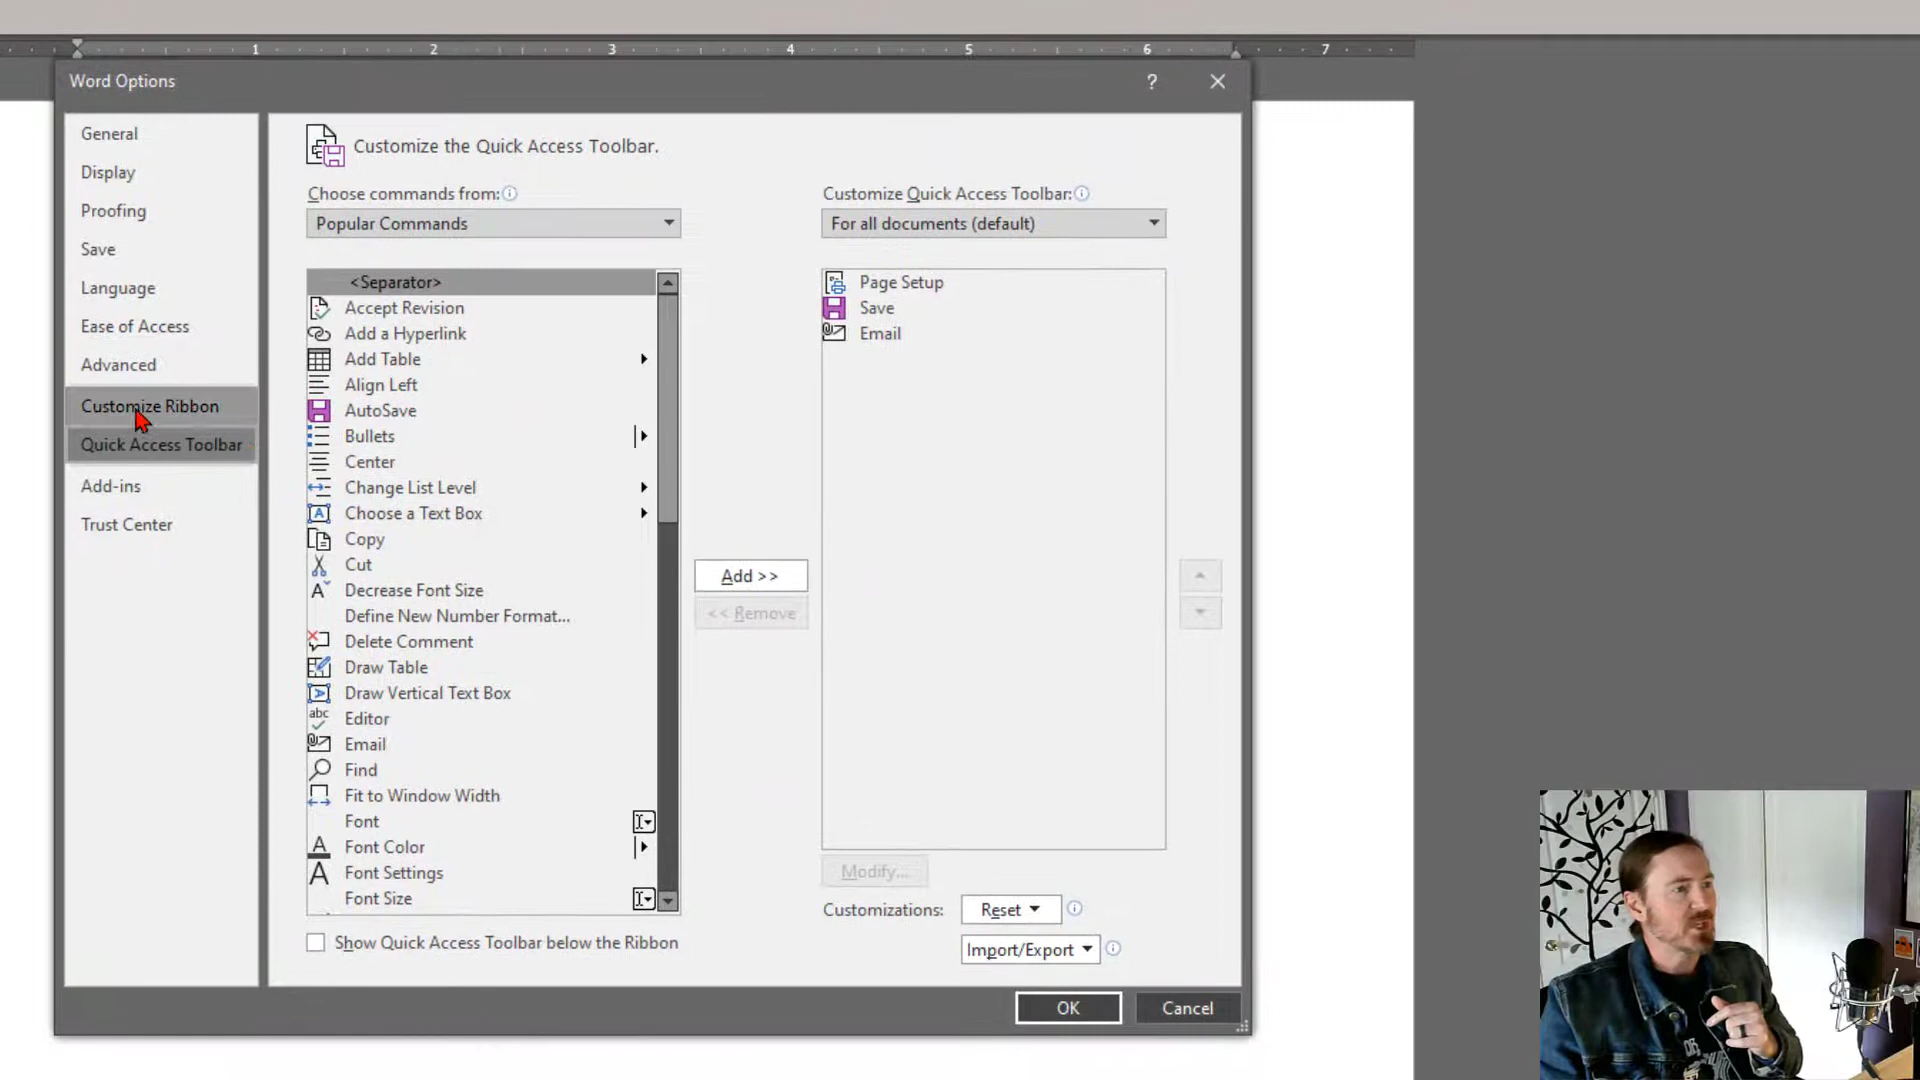 1 2 3 4 5 6 7
Word Options ?
General
Display
Proofing
Save
Language
Ease of Access
Advanced
Customize Ribbon
Quick Access Toolbar
Add-ins
Trust Center
Customize the Quick Access Toolbar.
Choose commands from:
Popular Commands
<Separator>
Accept Revision
Add a Hyperlink
Add Table
Align Left
AutoSave
Bullets
Center
Change List Level
Choose a Text Box
Copy
Cut
Decrease Font Size
Define New Number Format...
Delete Comment
Draw Table
Draw Vertical Text Box
Editor
Email
Find
Fit to Window Width
Font
Font Color
Font Settings
Font Size
Show Quick Access Toolbar below the Ribbon
Add >>
<< Remove
Customize Quick Access Toolbar:
For all documents (default)
Page Setup
Save
Email
Modify...
Customizations: Reset
Import/Export
OK Cancel